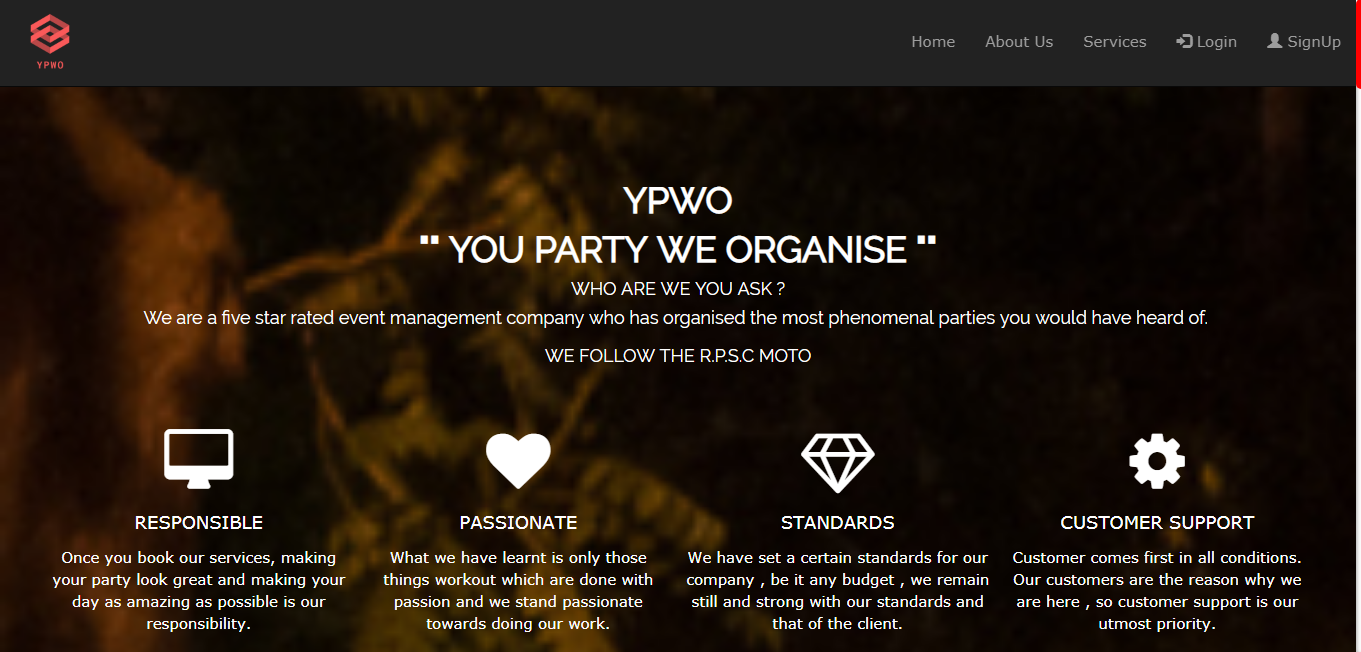 YPWO
Home About Us Services Login SignUp
YPWO
" YOU PARTY WE ORGANISE "
WHO ARE WE YOU ASK ?
We are a five star rated event management company who has organised the most phenomenal parties you would have heard of.
WE FOLLOW THE R.P.S.C MOTO
RESPONSIBLE
Once you book our services, making
your party look great and making your
day as amazing as possible is our
responsibility.
PASSIONATE
What we have learnt is only those
things workout which are done with
passion and we stand passionate
towards doing our work.
STANDARDS
We have set a certain standards for our
company , be it any budget , we remain
still and strong with our standards and
that of the client.
CUSTOMER SUPPORT
Customer comes first in all conditions.
Our customers are the reason why we
are here , so customer support is our
utmost priority.